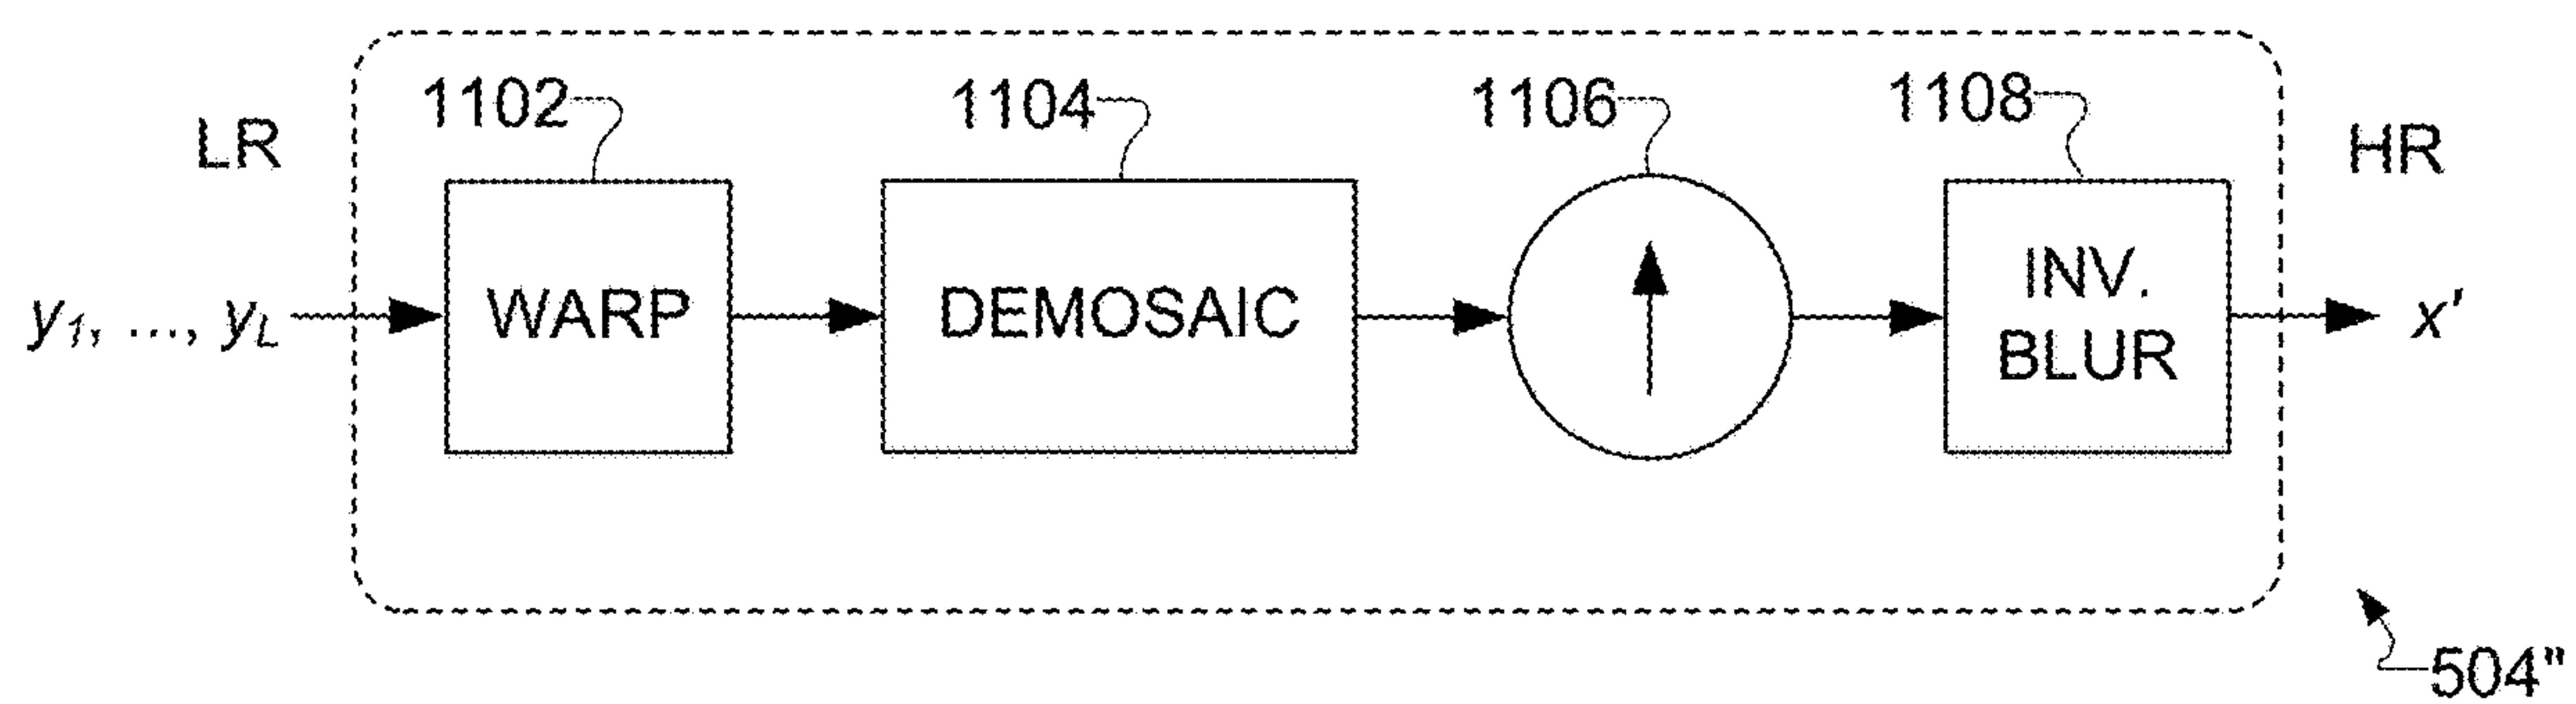 1102
1104
1106
1108
LR
HR
y1, ..., yL
WARP
DEMOSAIC
INV.
BLUR
x'
504"